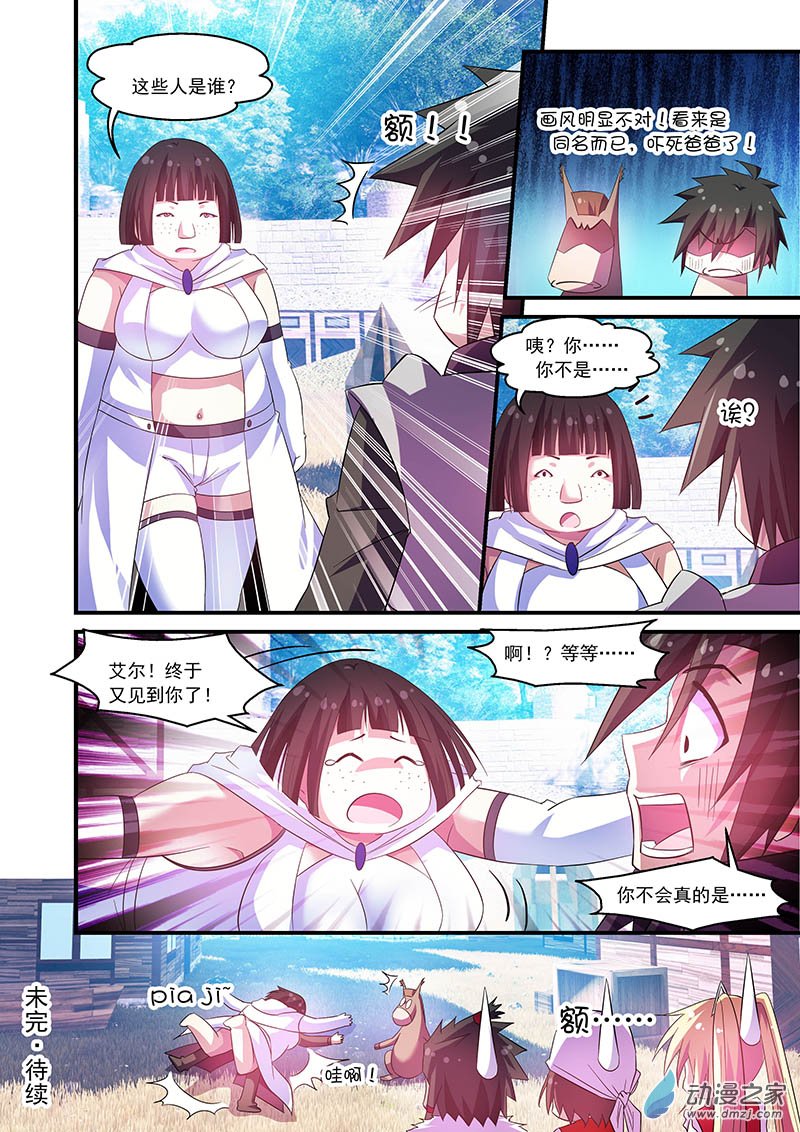 这些人是谁？
额！！
画风明显不对！看来是
同名而已，吓死爸爸了！
咦？你……
你不是……
诶？
艾尔！终于
又见到你了！
啊！？等等……
你不会真的是……
piaji~
哇啊！
额……
未完·待续
动漫之家
www.dmzj.com